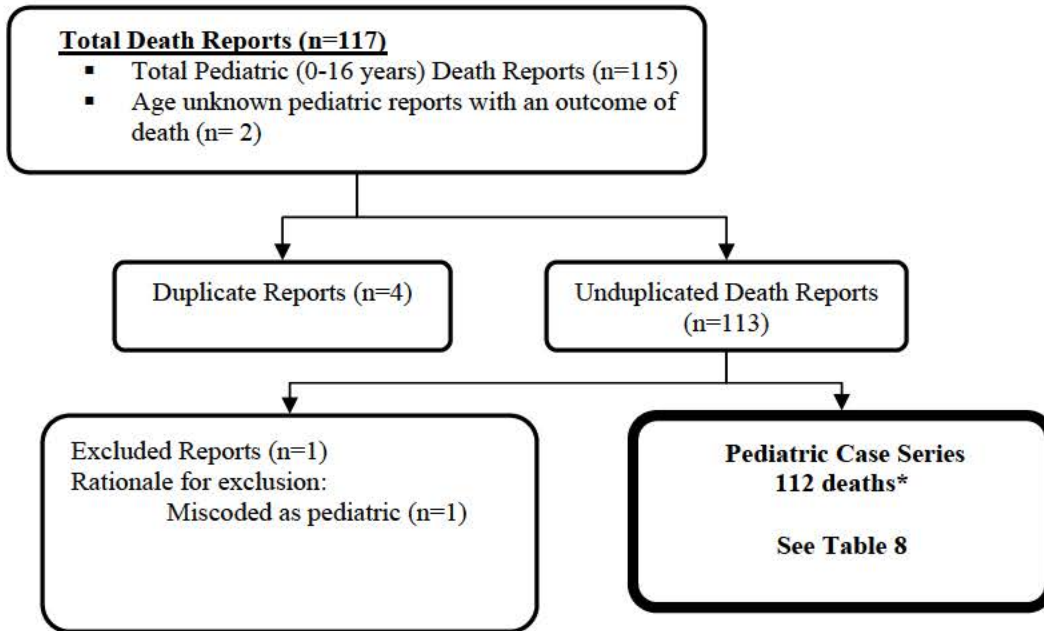 Total Death Reports (n=117)
▪ Total Pediatric (0-16 years) Death Reports (n=115)
▪ Age unknown pediatric reports with an outcome of
death (n= 2)
Duplicate Reports (n=4)
Unduplicated Death Reports
(n=113)
Excluded Reports (n=1)
Rationale for exclusion:
Miscoded as pediatric (n=1)
Pediatric Case Series
112 deaths*
See Table 8